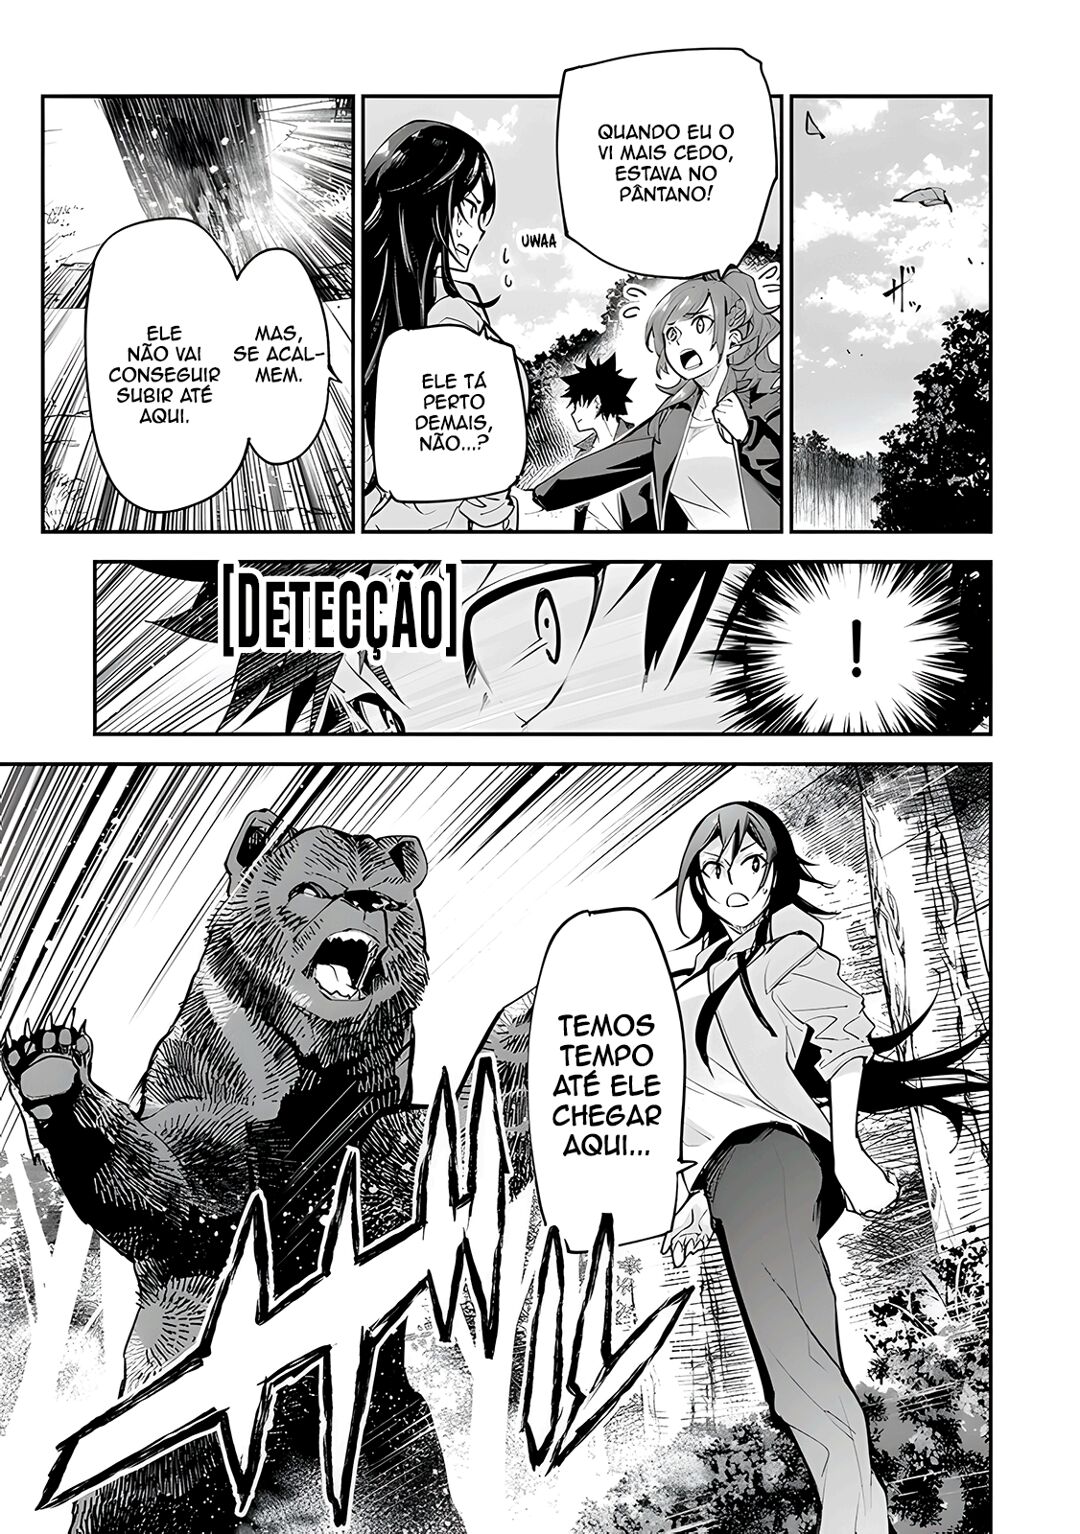 QUANDO EU O
VI MAIS CEDO,
ESTAVA NO
PÂNTANO!
UWAA
ELE TÁ
PERTO
DEMAIS,
NÃO...?
MAS,
SE ACAL-
MEM.
ELE
NÃO VAI
CONSEGUIR
SUBIR ATÉ
AQUI.
[DETECÇÃO]
!
TEMOS
TEMPO
ATÉ ELE
CHEGAR
AQUI...